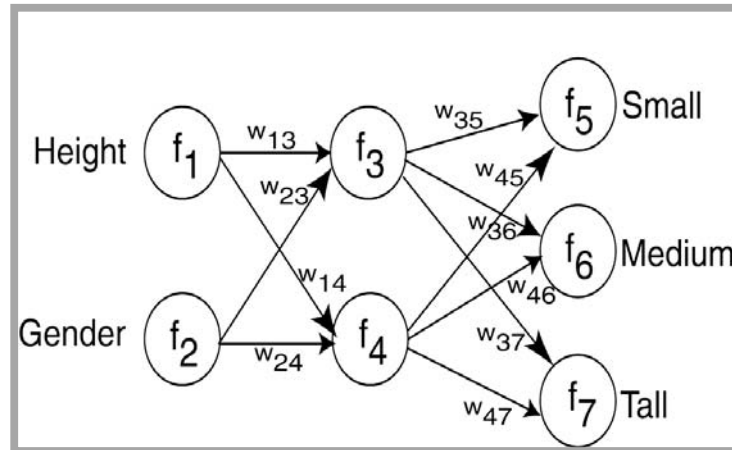 Height
Gender
f1
f2
w13
w23
w14
w24
f3
f4
w35
w45
w36
w46
w37
w47
f5
f6
f7
Small
Medium
Tall